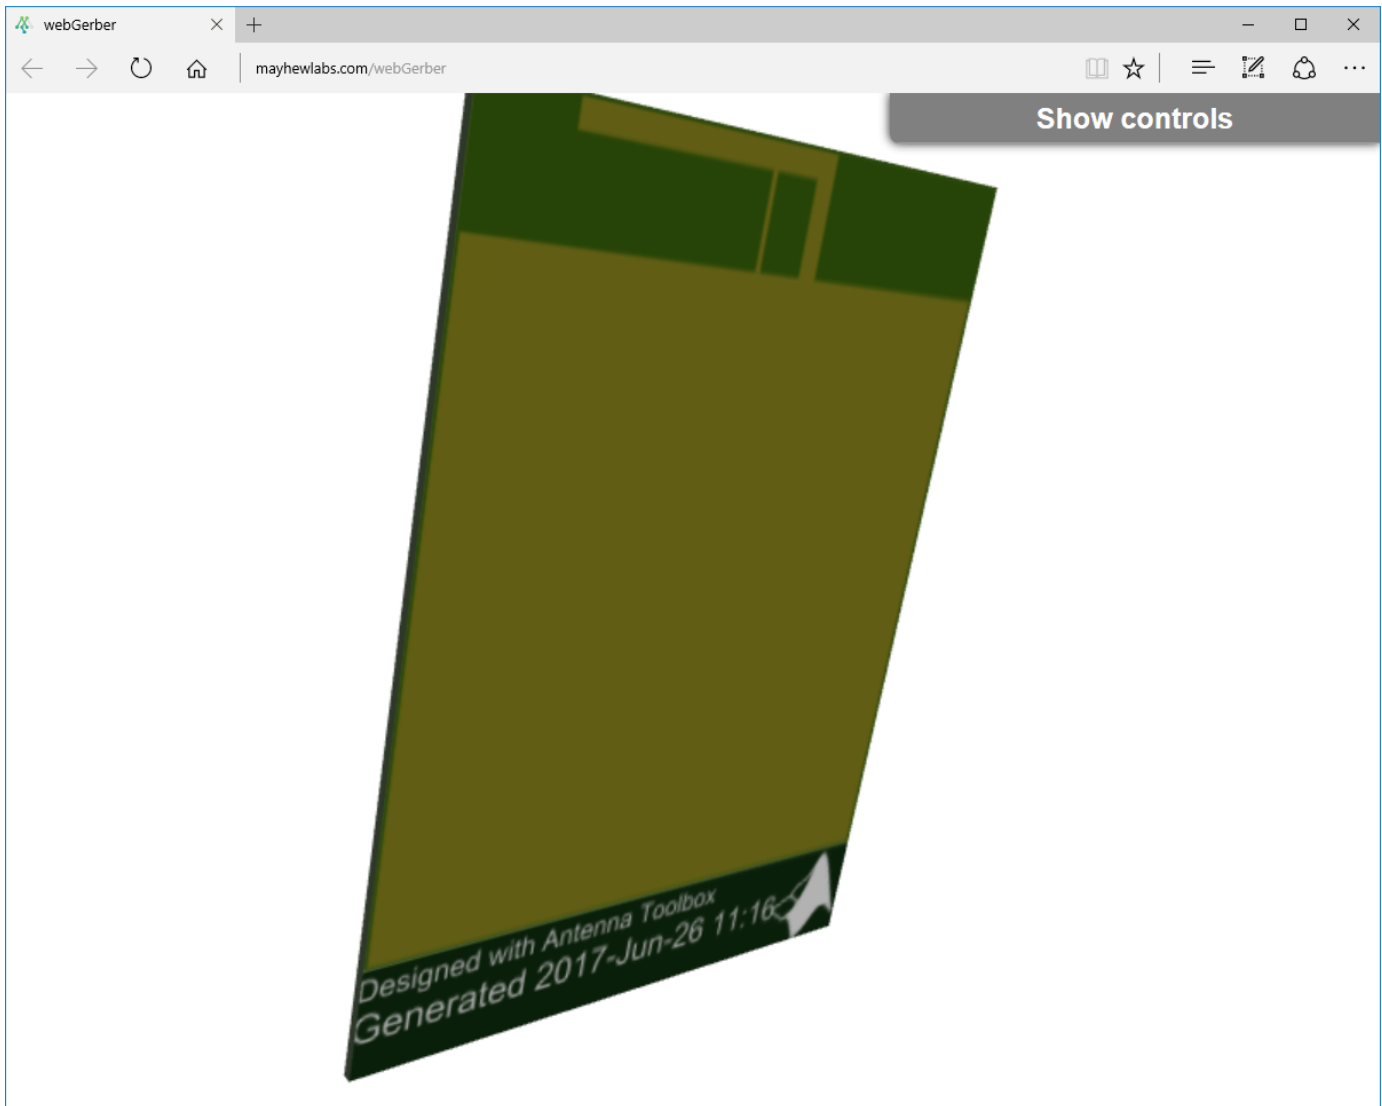 webGerber
mayhewlabs.com/webGerber
Show controls
Designed with Antenna Toolbox
Generated 2017-Jun-26 11:16